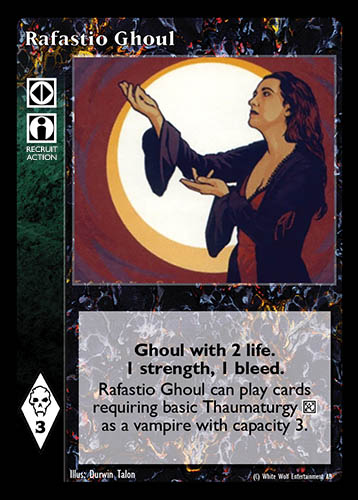 Rafastio Ghoul
RECRUIT
ACTION
Ghoul with 2 life.
1 strength, 1 bleed.
Rafastio Ghoul can play cards
requiring basic Thaumaturgy
as a vampire with capacity 3.
3
Illus: Durwin Talon
(C) White Wolf Entertainment AB